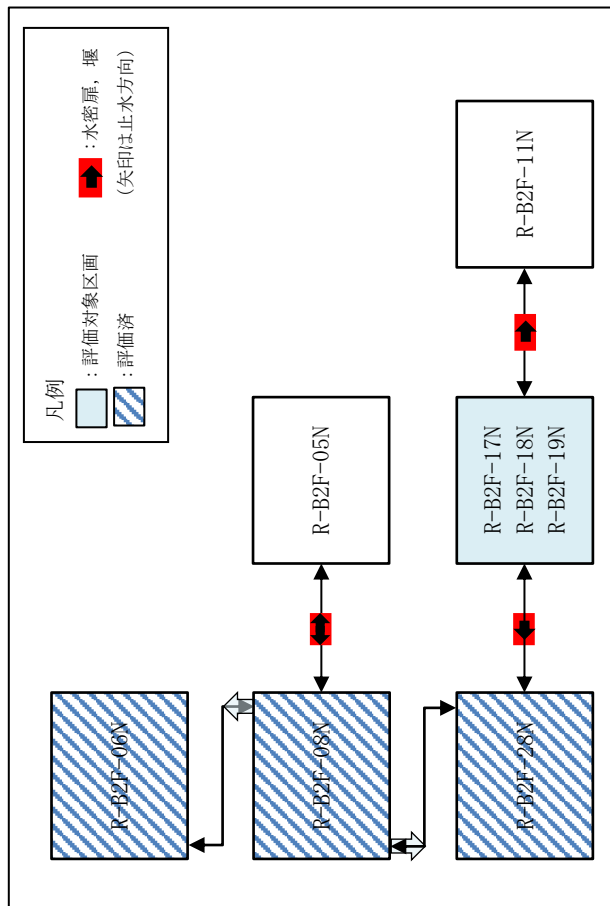 凡例
：評価対象区画
：評価済
：水密扉，堰
(矢印は止水方向)
R-B2F-06N
R-B2F-08N
R-B2F-28N
R-B2F-05N
R-B2F-17N
R-B2F-18N
R-B2F-19N
R-B2F-11N